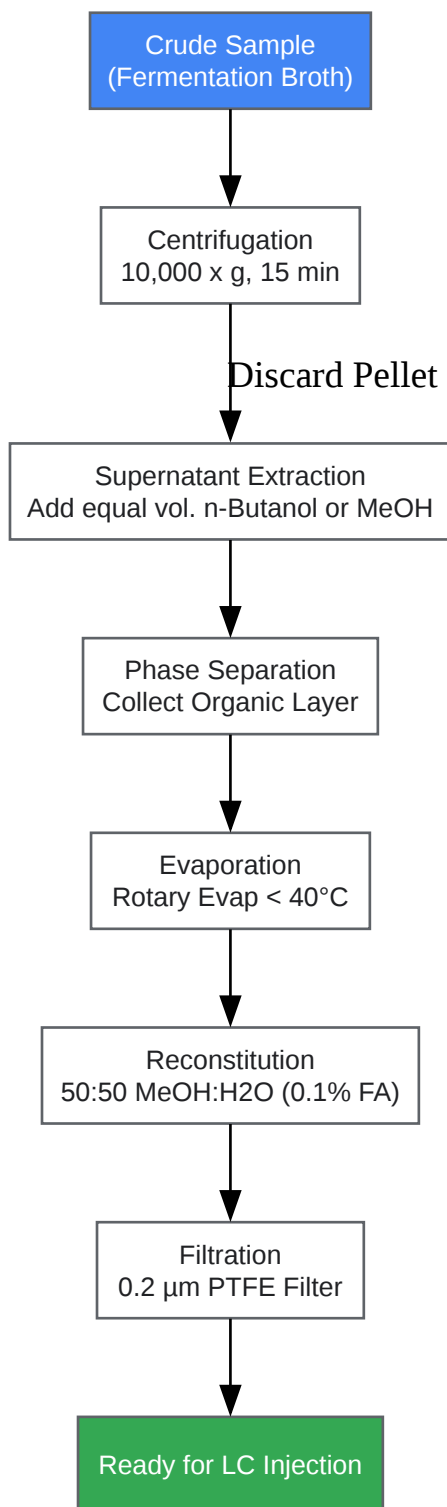 Crude Sample
(Fermentation Broth)
Centrifugation
10,000 x g, 15 min
Discard Pellet
Supernatant Extraction
Add equal vol. n-Butanol or MeOH
Phase Separation
Collect Organic Layer
Evaporation
Rotary Evap < 40°C
Reconstitution
50:50 MeOH:H2O (0.1% FA)
Filtration
0.2 µm PTFE Filter
Ready for LC Injection